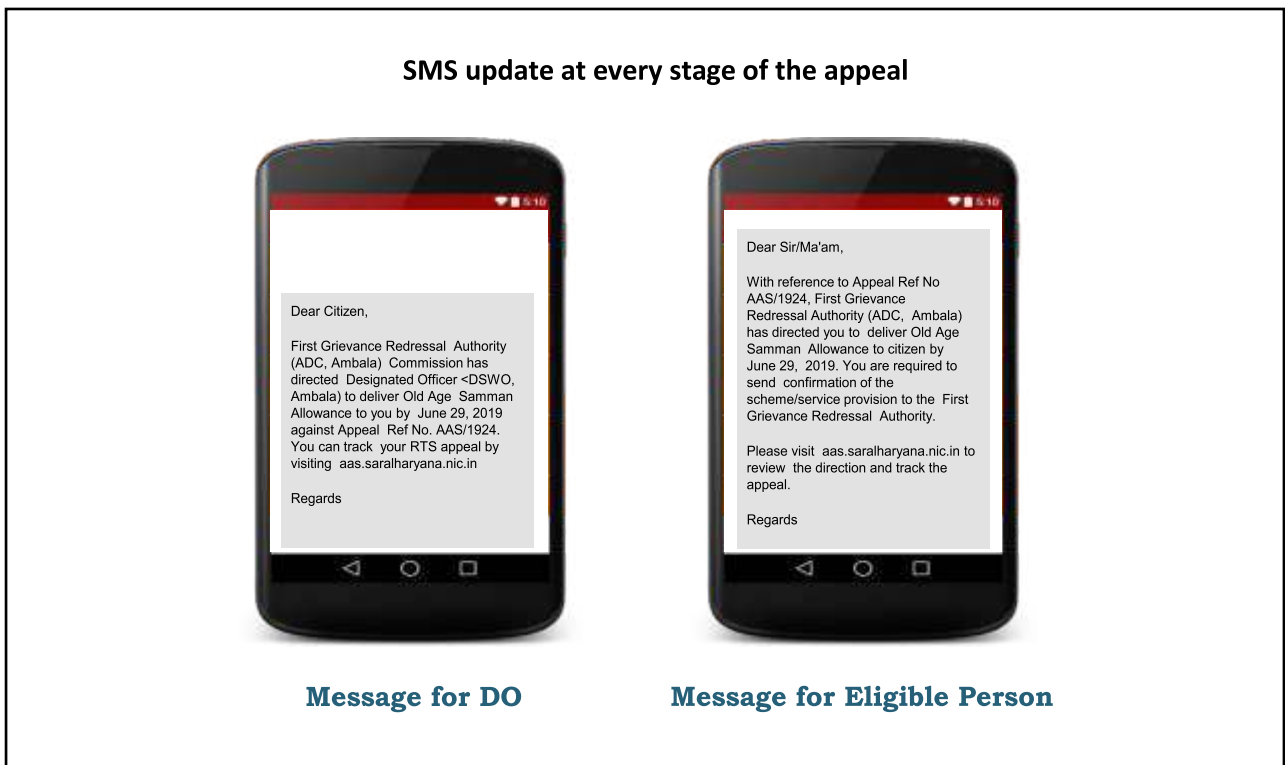 SMS update at every stage of the appeal
5:10
Dear Citizen,
First Grievance Redressal Authority
(ADC, Ambala) Commission has
directed Designated Officer <DSWO,
Ambala) to deliver Old Age Samman
Allowance to you by June 29, 2019
against Appeal Ref No. AAS/1924.
You can track your RTS appeal by
visiting aas.saralharyana.nic.in
Regards
Message for DO
5:10
Dear Sir/Ma'am,
With reference to Appeal Ref No
AAS/1924, First Grievance
Redressal Authority (ADC, Ambala)
has directed you to deliver Old Age
Samman Allowance to citizen by
June 29, 2019. You are required to
send confirmation of the
scheme/service provision to the First
Grievance Redressal Authority.
Please visit aas.saralharyana.nic.in to
review the direction and track the
appeal.
Regards
Message for Eligible Person